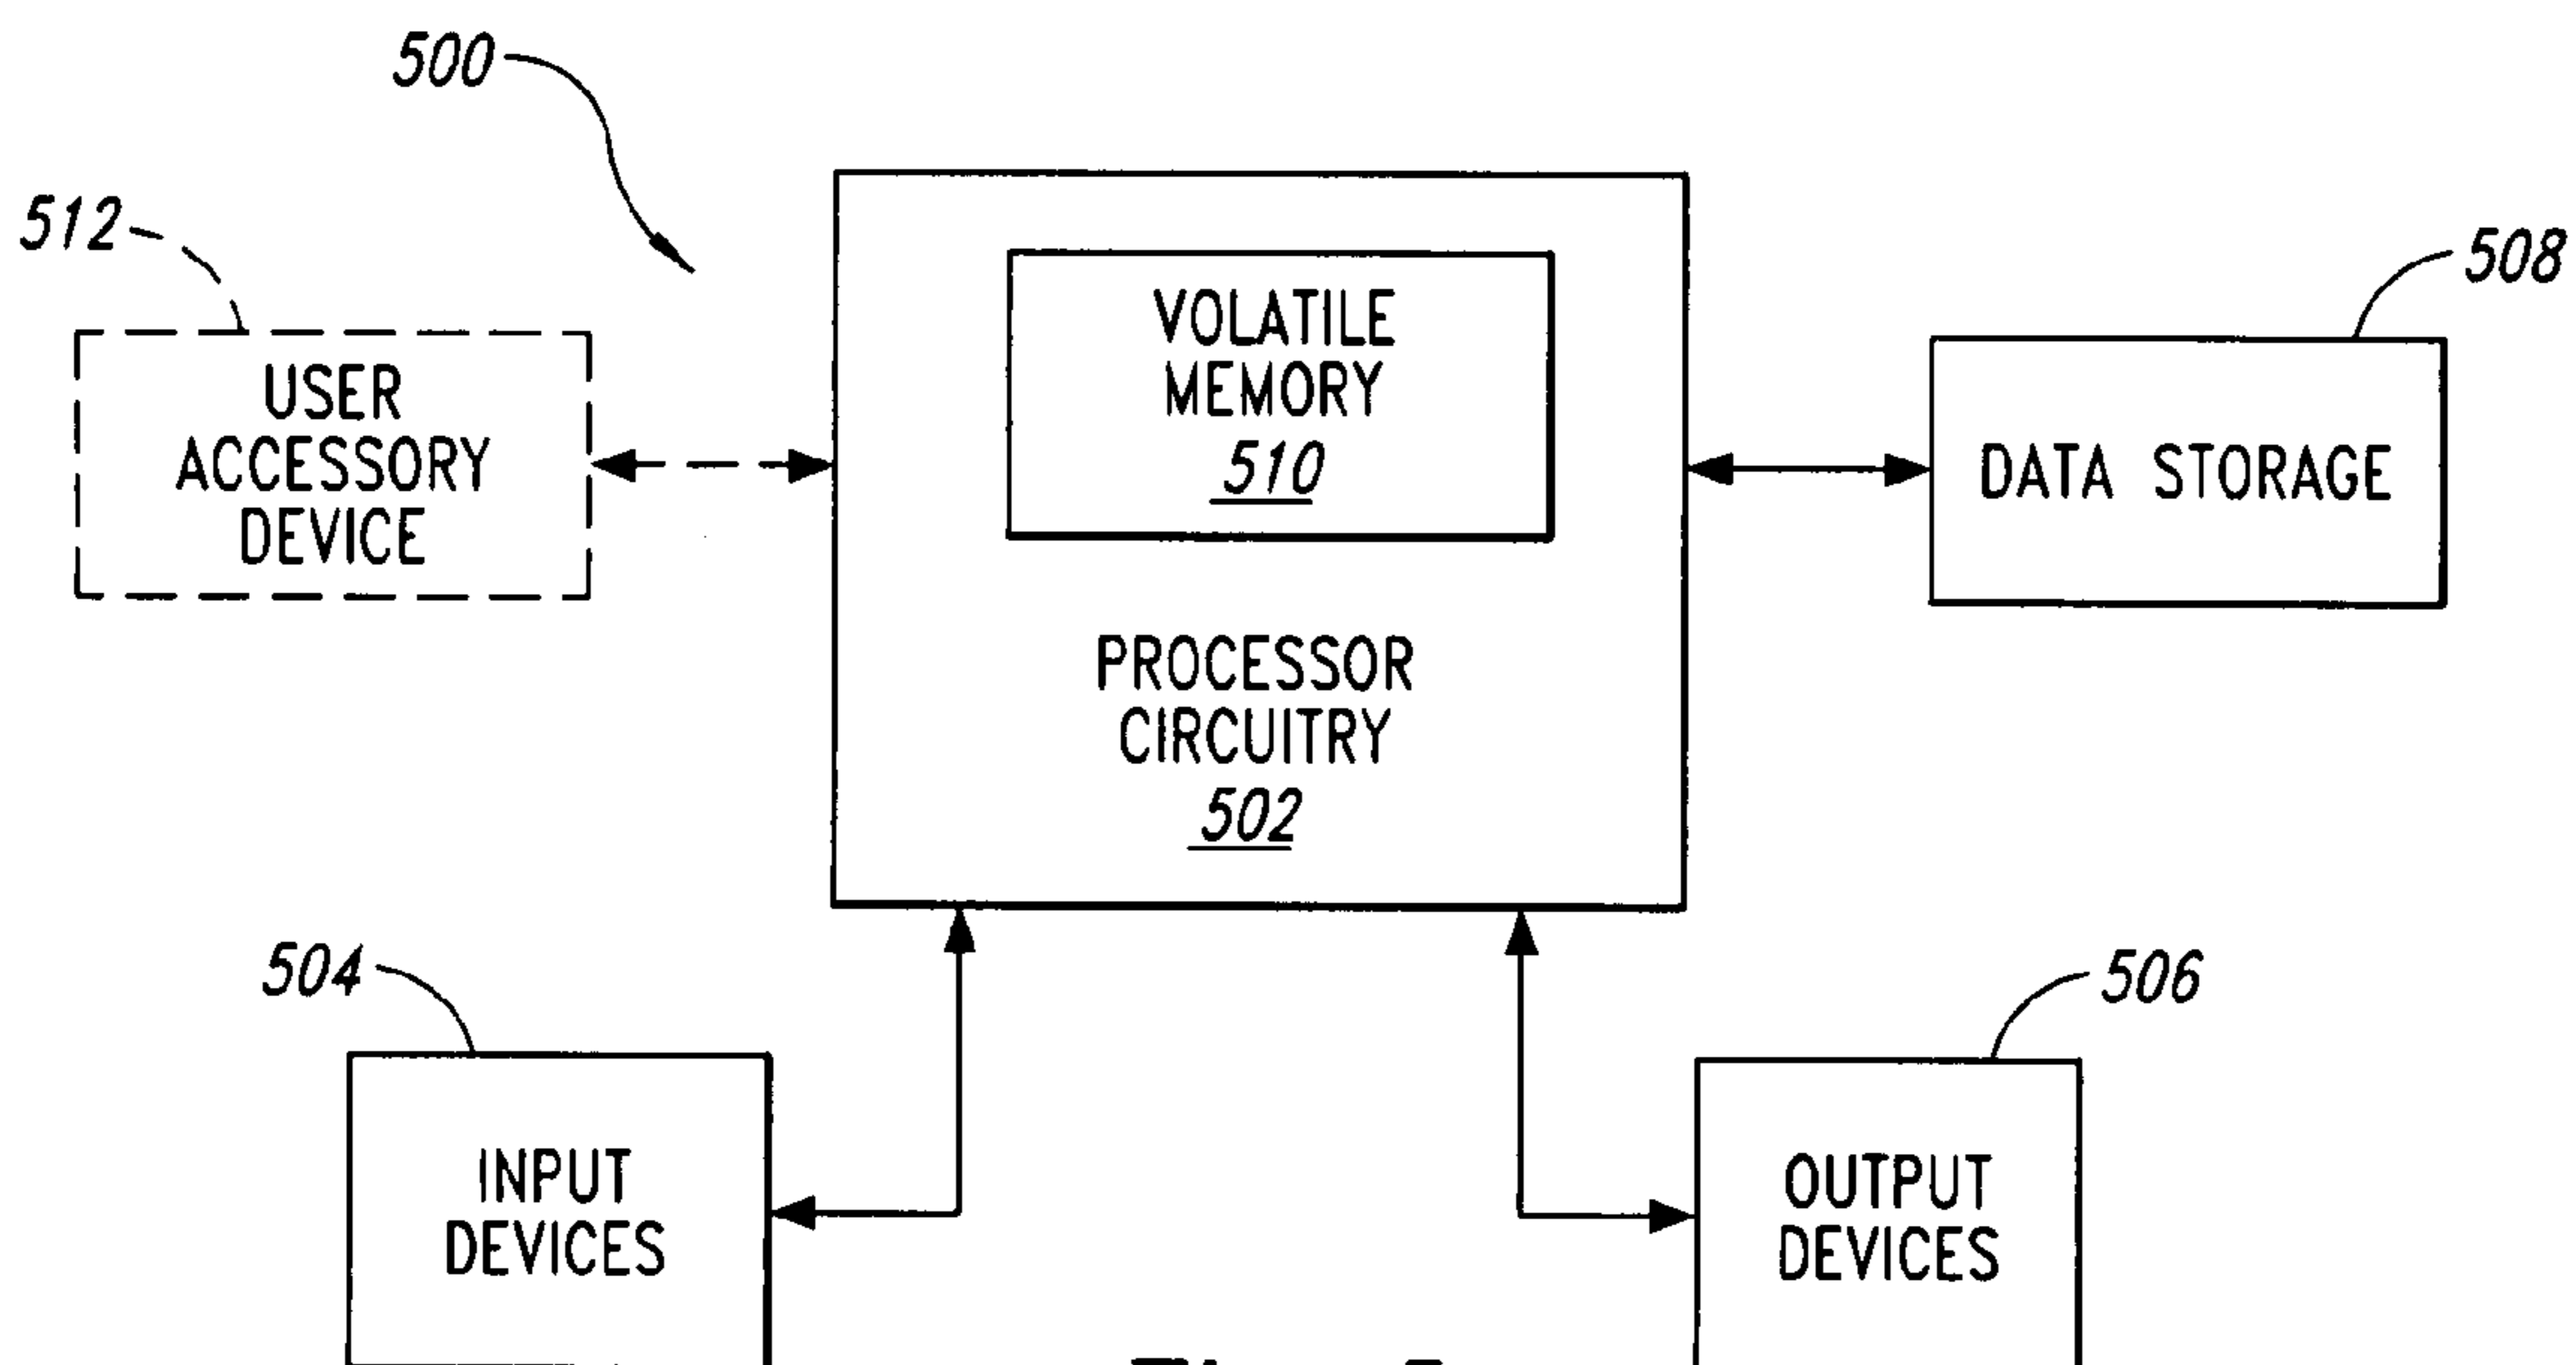 500
512
508
USER
ACCESSORY
DEVICE
VOLATILE
MEMORY
510
DATA STORAGE
PROCESSOR
CIRCUITRY
502
504
506
INPUT
DEVICES
OUTPUT
DEVICES